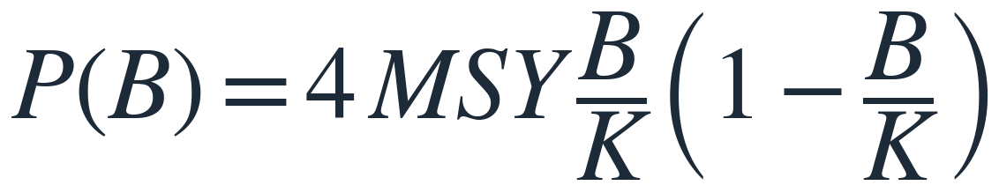 P(B) = 4 MSY B/K (1 − B/K)